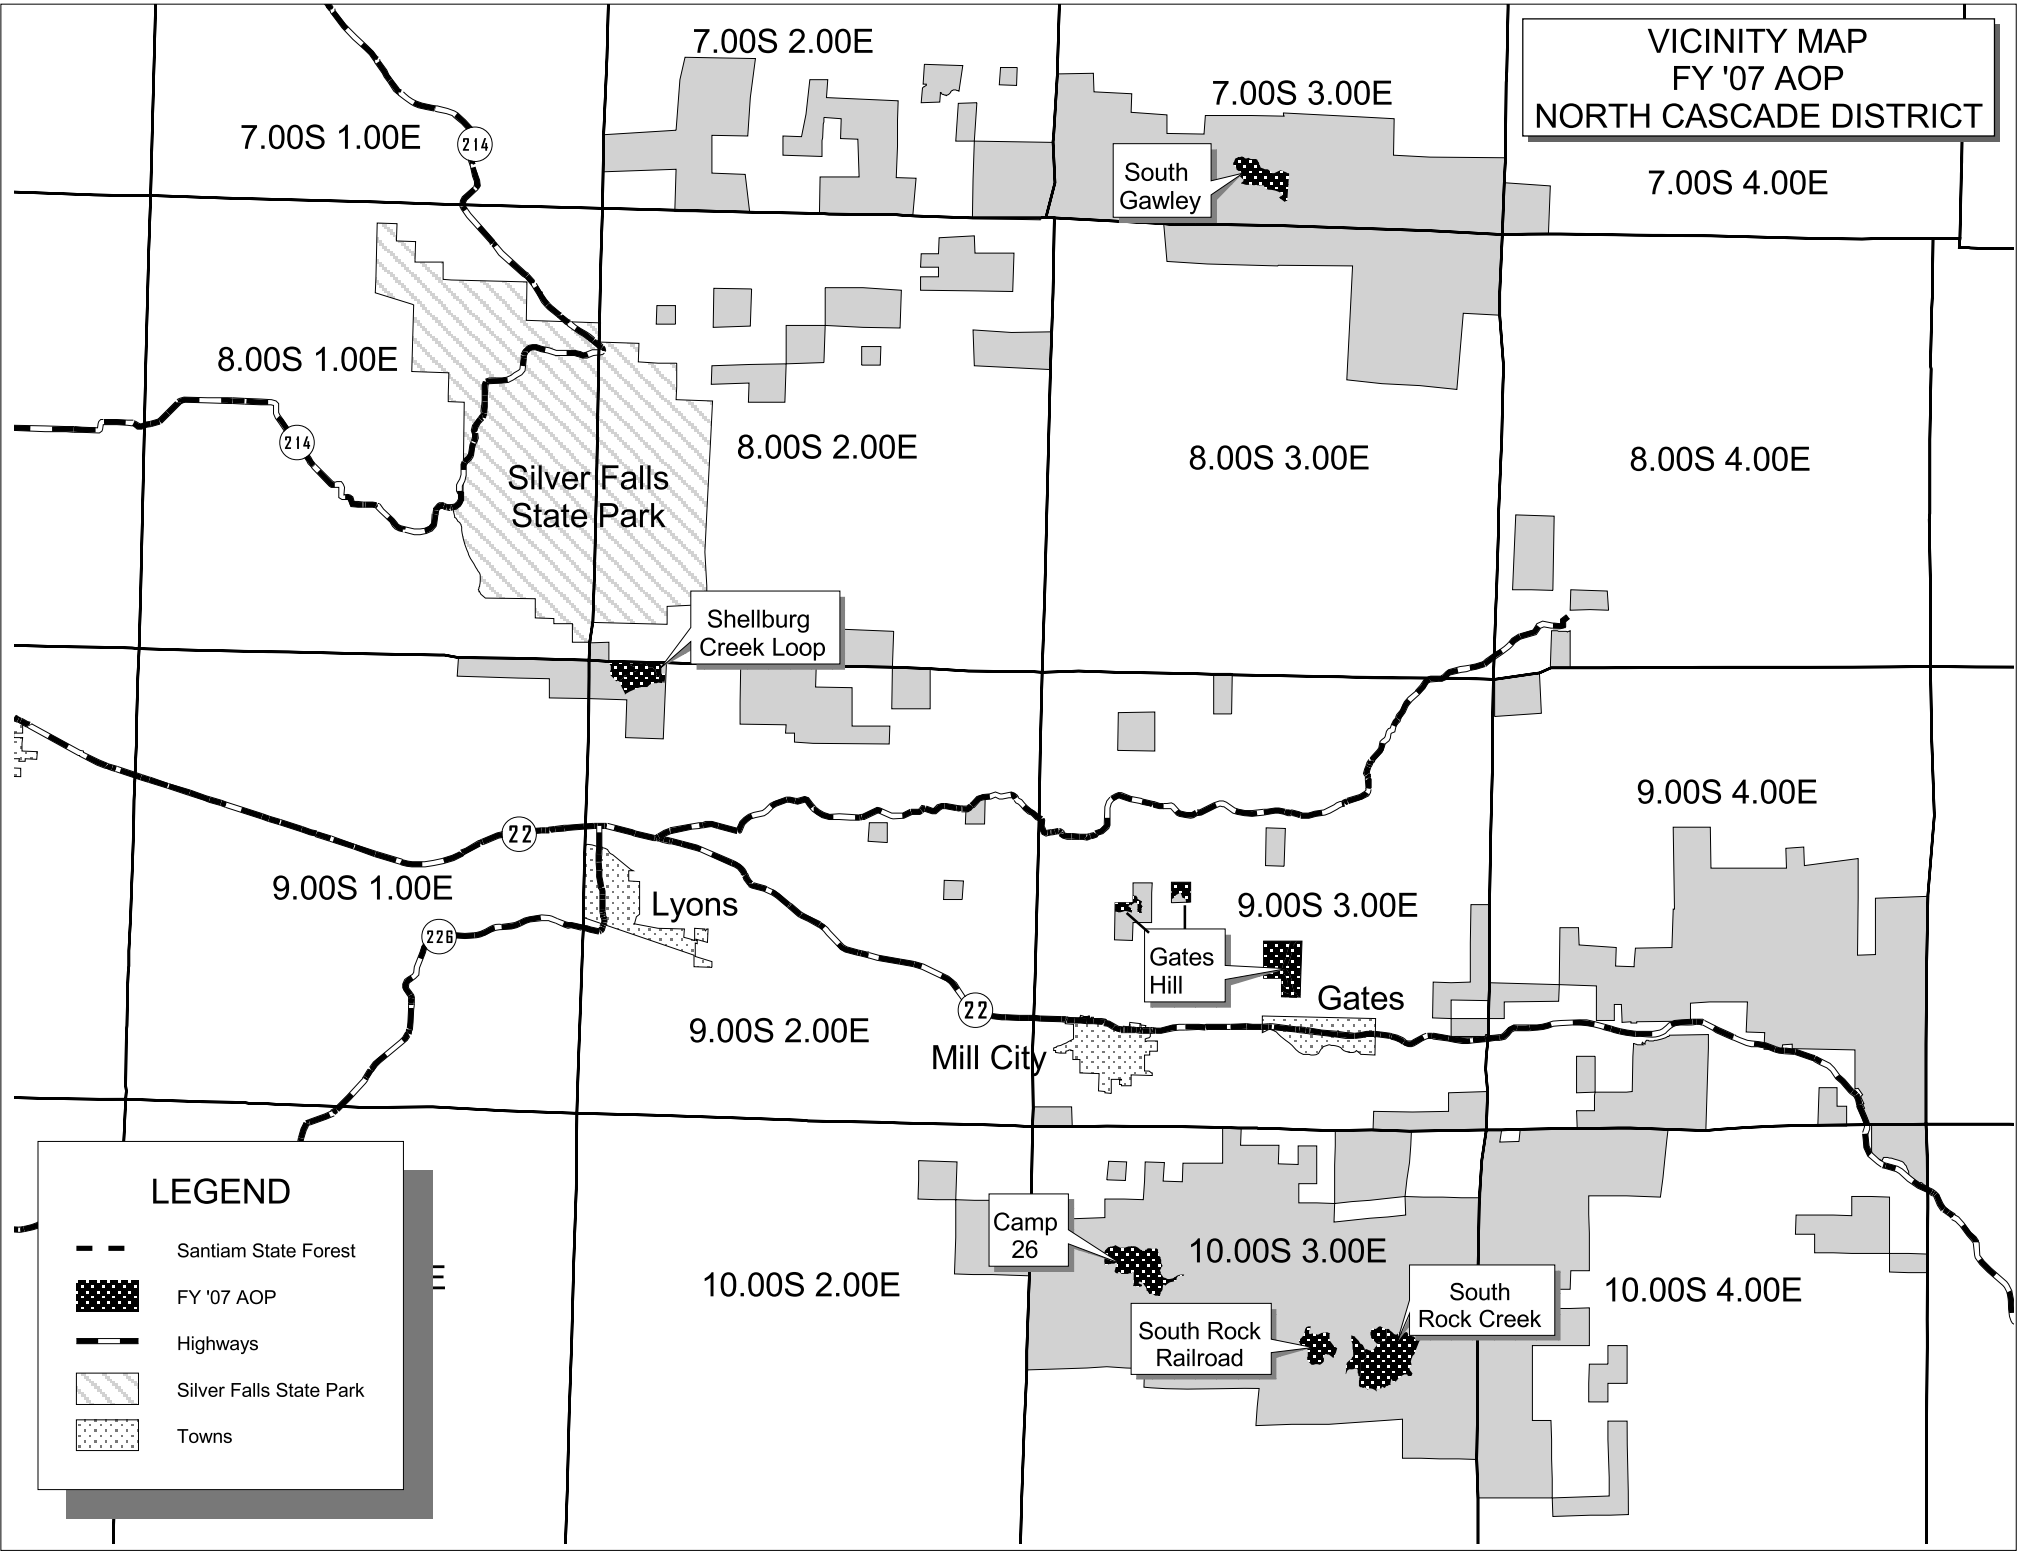 7.00S 2.00E
VICINITY MAP
FY '07 AOP
NORTH CASCADE DISTRICT
7.00S 3.00E
7.00S 1.00E
214
South
Gawley
7.00S 4.00E
8.00S 1.00E
214
8.00S 2.00E
8.00S 3.00E
8.00S 4.00E
Silver Falls
State Park
Shellburg
Creek Loop
9.00S 4.00E
22
9.00S 1.00E
Lyons
9.00S 3.00E
226
Gates
Hill
Gates
22
9.00S 2.00E
Mill City
LEGEND
Santiam State Forest
FY '07 AOP
Highways
Silver Falls State Park
Towns
E
Camp
26
10.00S 3.00E
10.00S 2.00E
South
Rock Creek
10.00S 4.00E
South Rock
Railroad